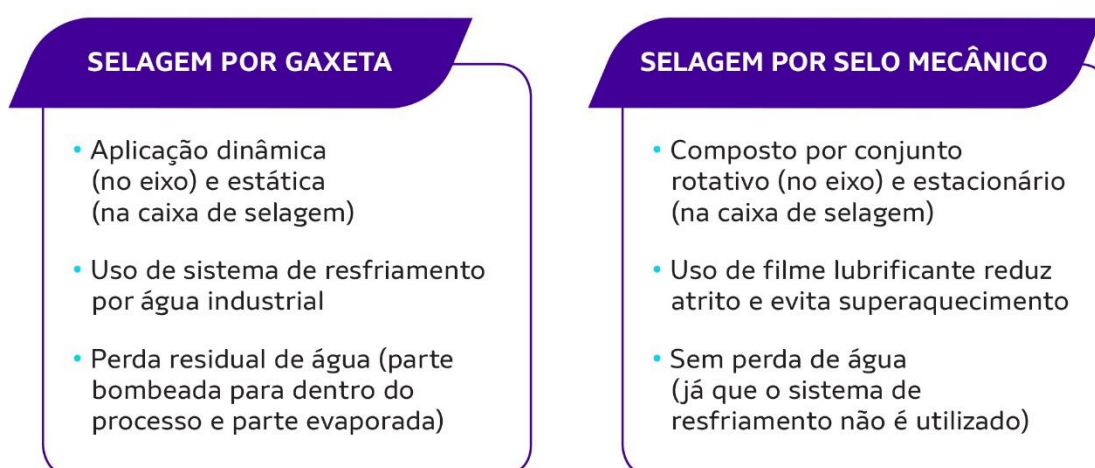 SELAGEM POR GAXETA
• Aplicação dinâmica
(no eixo) e estática
(na caixa de selagem)
• Uso de sistema de resfriamento
por água industrial
• Perda residual de água (parte
bombeada para dentro do
processo e parte evaporada)
SELAGEM POR SELO MECÂNICO
• Composto por conjunto
rotativo (no eixo) e estacionário
(na caixa de selagem)
• Uso de filme lubrificante reduz
atrito e evita superaquecimento
• Sem perda de água
(já que o sistema de
resfriamento não é utilizado)